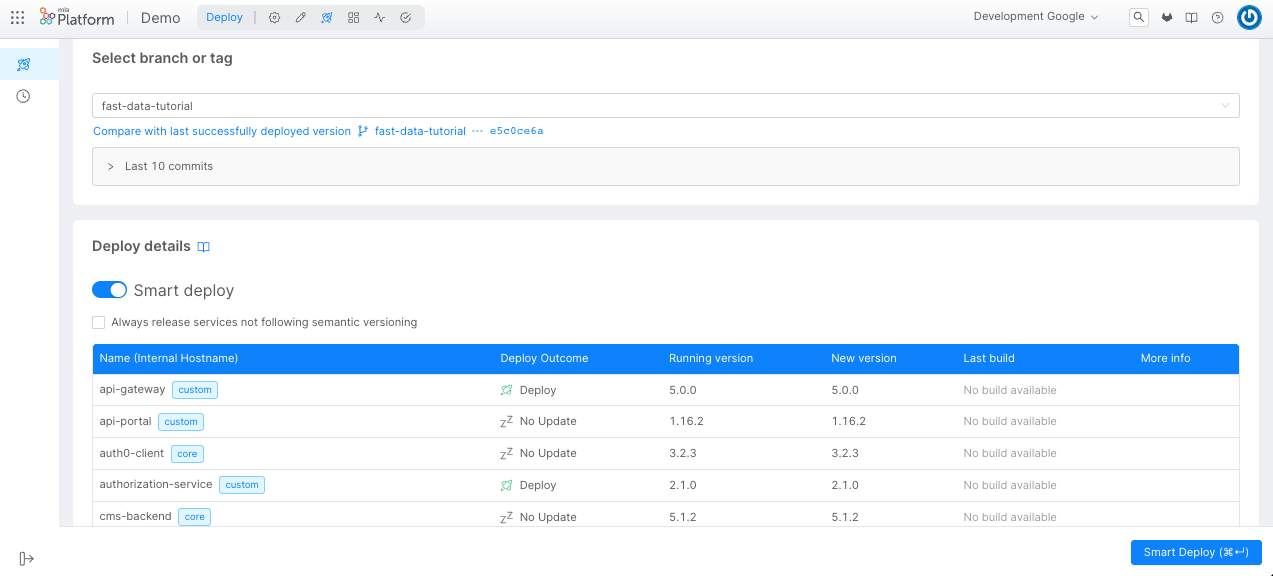 mia Platform Demo Deploy Development Google
Select branch or tag
fast-data-tutorial
Compare with last successfully deployed version fast-data-tutorial ··· e5c0ce6a
Last 10 commits
Deploy details
Smart deploy
Always release services not following semantic versioning
Name (Internal Hostname) Deploy Outcome Running version New version Last build More info
api-gateway custom Deploy 5.0.0 5.0.0 No build available
api-portal custom zZ No Update 1.16.2 1.16.2 No build available
auth0-client core zZ No Update 3.2.3 3.2.3 No build available
authorization-service custom Deploy 2.1.0 2.1.0 No build available
cms-backend core zZ No Update 5.1.2 5.1.2 No build available
Smart Deploy (⌘↵)